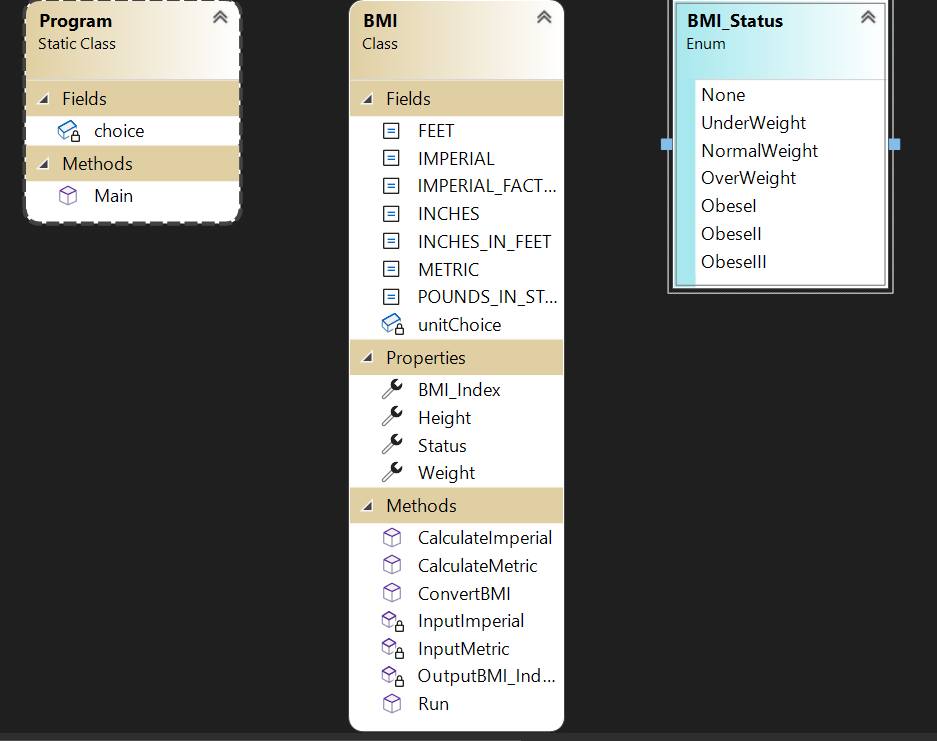 Program
Static Class
Fields
choice
Methods
Main
BMI
Class
Fields
FEET
IMPERIAL
IMPERIAL_FACT...
INCHES
INCHES_IN_FEET
METRIC
POUNDS_IN_ST...
unitChoice
Properties
BMI_Index
Height
Status
Weight
Methods
CalculateImperial
CalculateMetric
ConvertBMI
InputImperial
InputMetric
OutputBMI_Ind...
Run
BMI_Status
Enum
None
UnderWeight
NormalWeight
OverWeight
ObeseI
ObeseII
ObeseIII